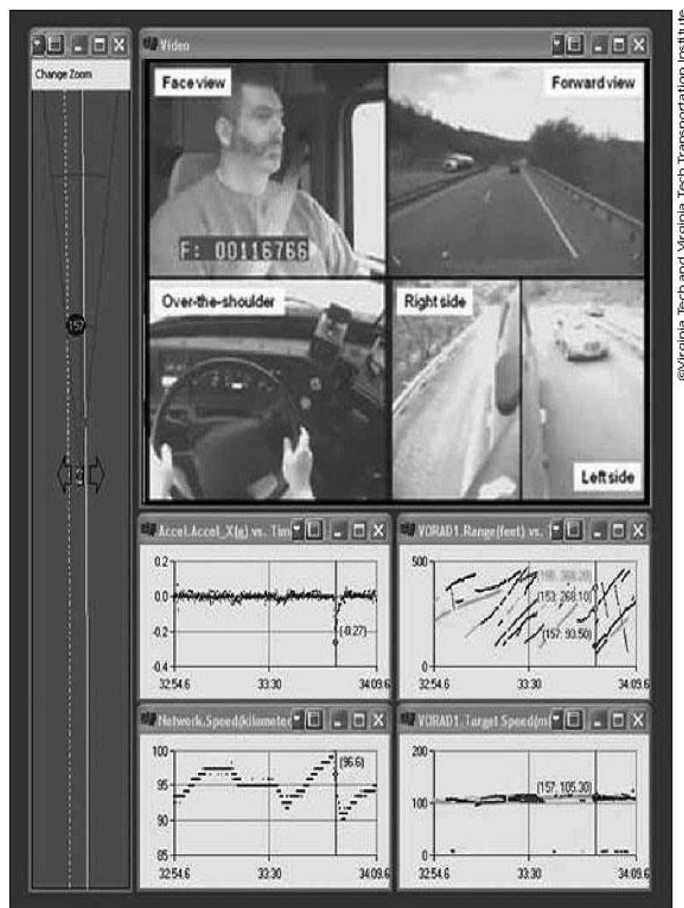 Change Zoom
157
Video
Face view
Forward view
F: 00116766
Over-the-shoulder
Right side
Left side
Accel.Accel_X(g) vs. Tim
0.2
0.0
-0.2
-0.4
(-0.27)
32:54.6
33:30
34:09.6
VORAD1.Range(feet) vs.
500
0
(153; 268.10)
(157; 93.50)
32:54.6
33:30
34:09.6
Network.Speed(kilometer
100
95
90
85
(96.6)
32:54.6
33:30
34:09.6
VORAD1.Target Speed(m
200
100
0
(157; 105.30)
32:54.6
33:30
34:09.6
©Virginia Tech and Virginia Tech Transportation Institute